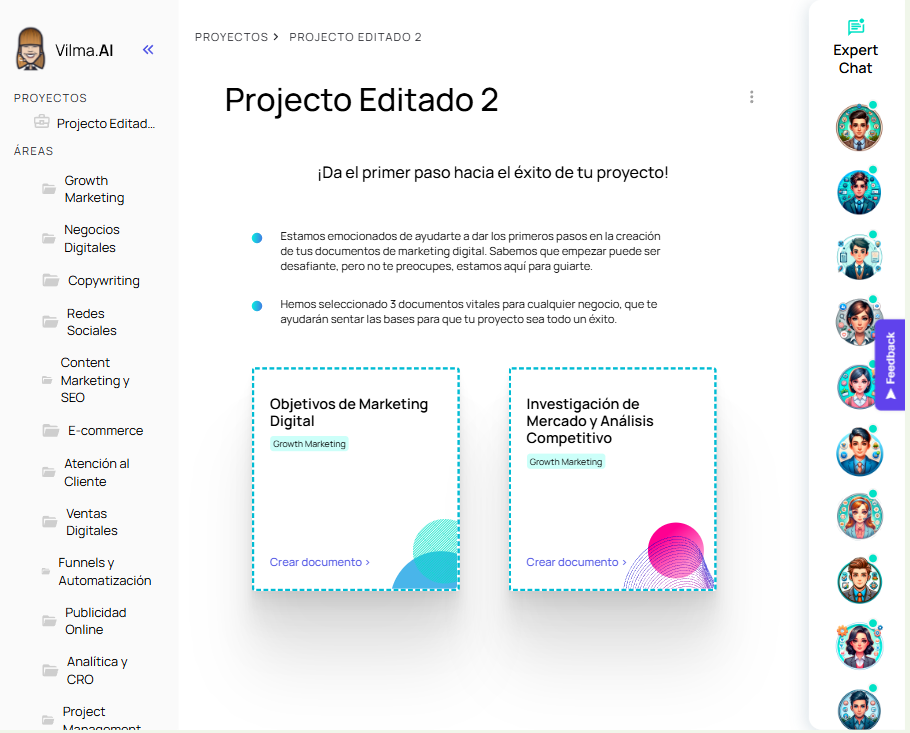 Vilma.AI
PROYECTOS
Projecto Editad...
ÁREAS
Growth
Marketing
Negocios
Digitales
Copywriting
Redes
Sociales
Content
Marketing y
SEO
E-commerce
Atención al
Cliente
Ventas
Digitales
Funnels y
Automatización
Publicidad
Online
Analítica y
CRO
Project
Management
PROYECTOS > PROJECTO EDITADO 2
Projecto Editado 2
¡Da el primer paso hacia el éxito de tu proyecto!
Estamos emocionados de ayudarte a dar los primeros pasos en la creación
de tus documentos de marketing digital. Sabemos que empezar puede ser
desafiante, pero no te preocupes, estamos aquí para guiarte.
Hemos seleccionado 3 documentos vitales para cualquier negocio, que te
ayudarán sentar las bases para que tu proyecto sea todo un éxito.
Objetivos de Marketing
Digital
Growth Marketing
Crear documento >
Investigación de
Mercado y Análisis
Competitivo
Growth Marketing
Crear documento >
Expert
Chat
Feedback